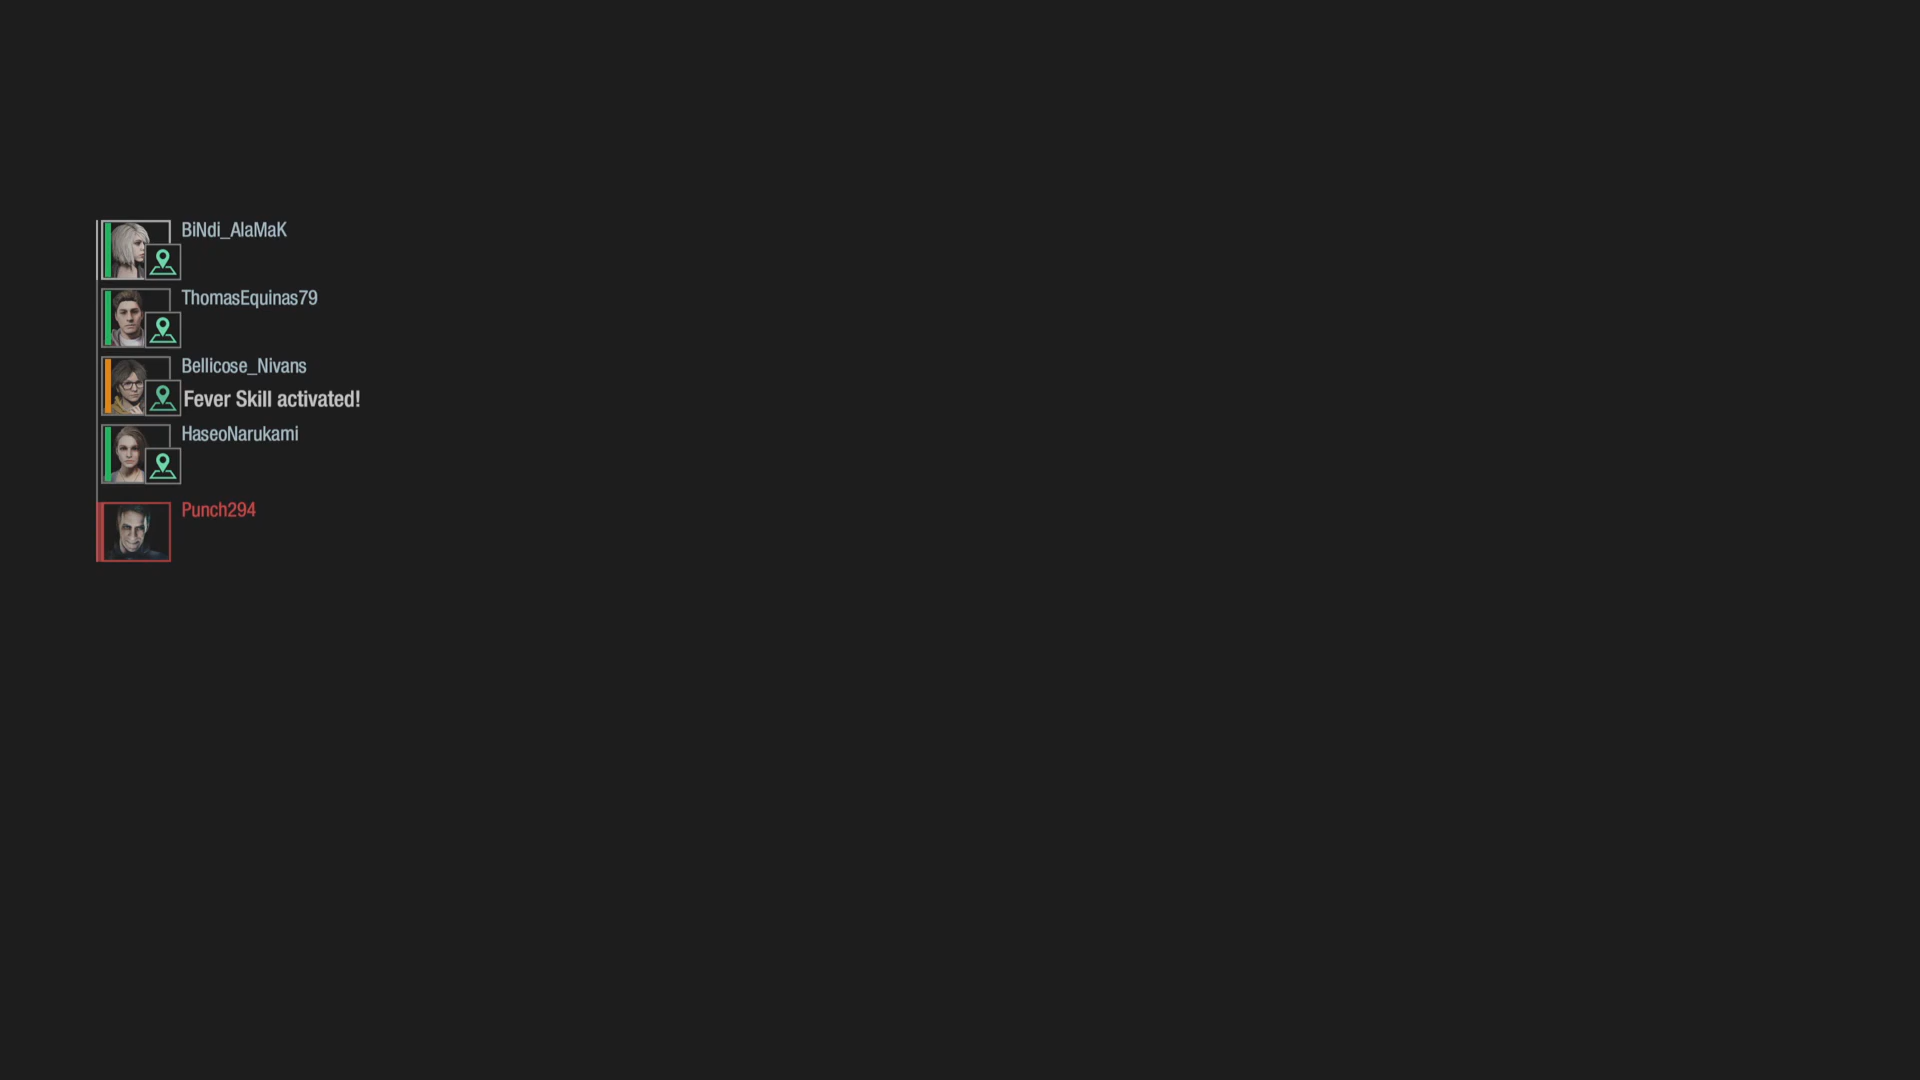 BiNdi_AlaMaK
ThomasEquinas79
Bellicose_Nivans
Fever Skill activated!
HaseoNarukami
Punch294